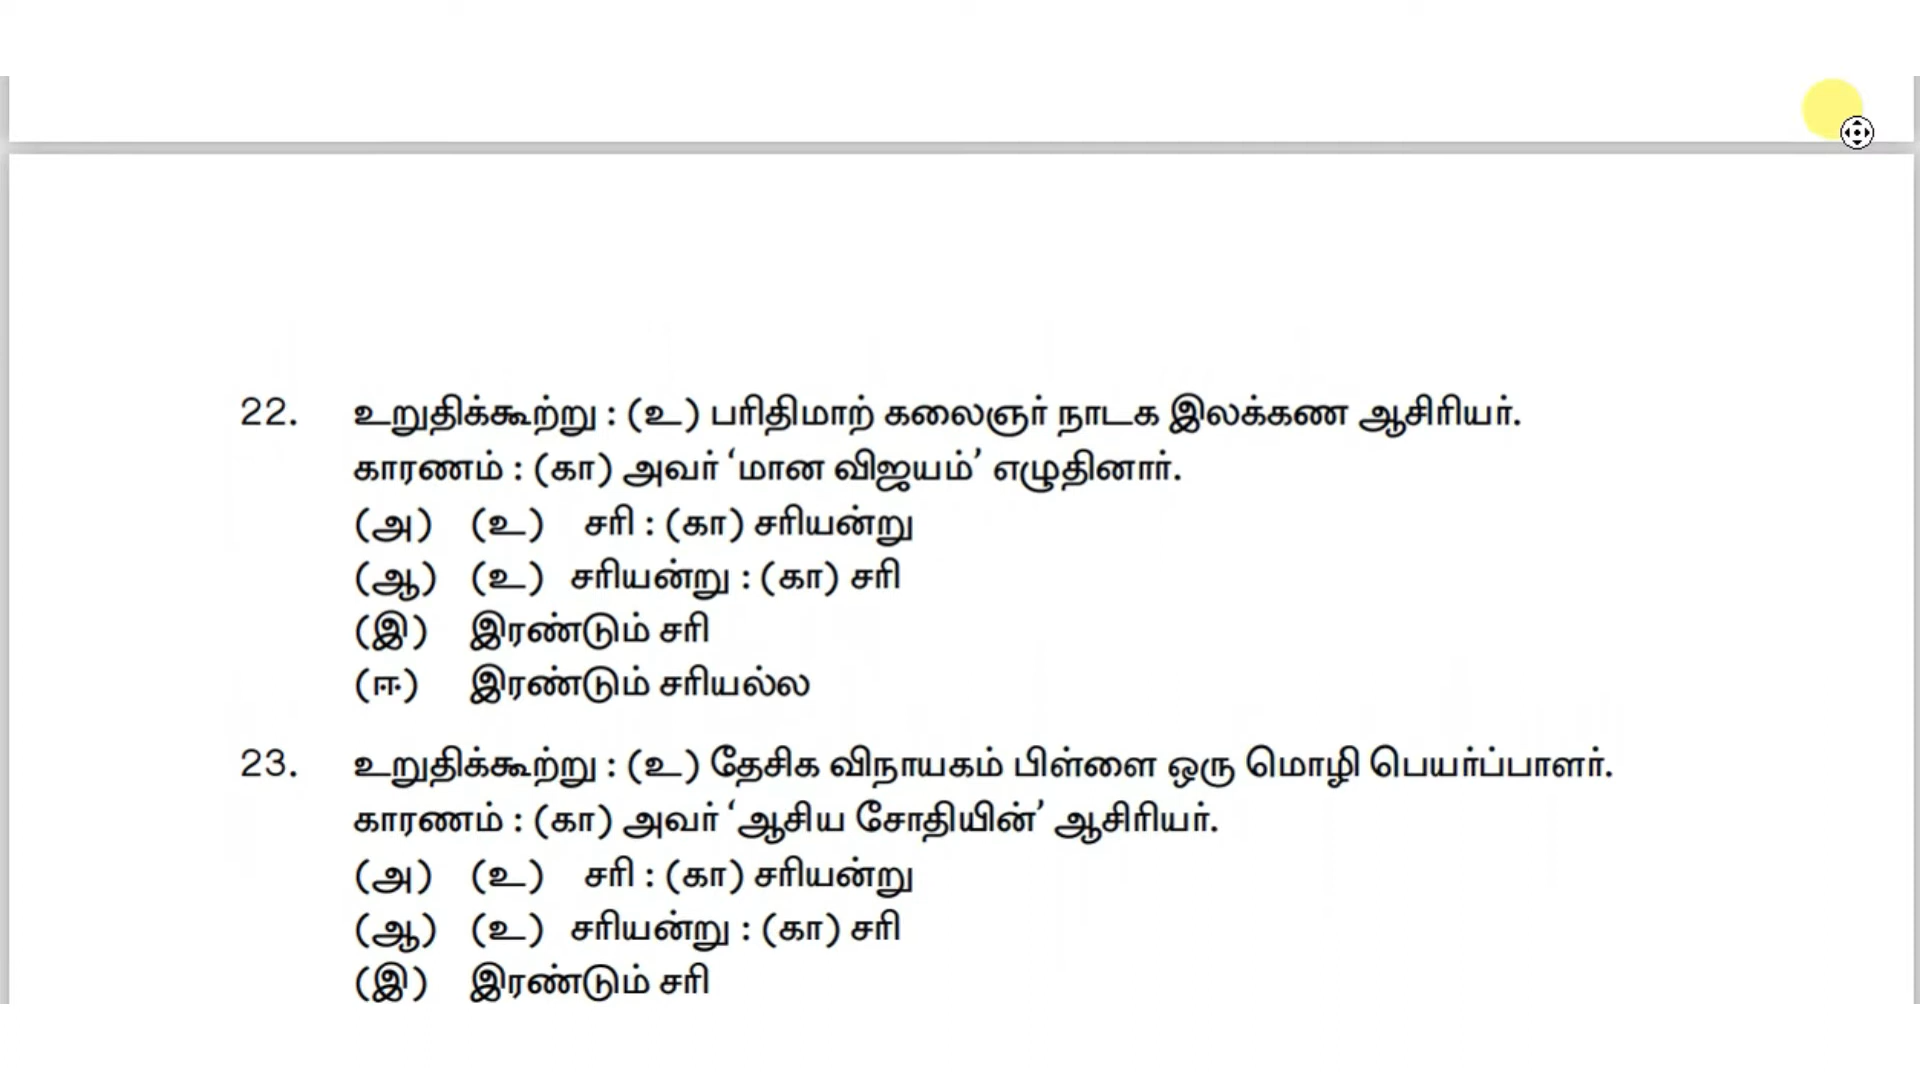 22. உறுதிக்கூற்று : (உ) பரிதிமாற் கலைஞர் நாடக இலக்கண ஆசிரியர்.
காரணம் : (கா) அவர் ‘மான விஜயம்’ எழுதினார்.
(அ) (உ) சரி : (கா) சரியன்று
(ஆ) (உ) சரியன்று : (கா) சரி
(இ) இரண்டும் சரி
(ஈ) இரண்டும் சரியல்ல
23. உறுதிக்கூற்று : (உ) தேசிக விநாயகம் பிள்ளை ஒரு மொழி பெயர்ப்பாளர்.
காரணம் : (கா) அவர் ‘ஆசிய சோதியின்’ ஆசிரியர்.
(அ) (உ) சரி : (கா) சரியன்று
(ஆ) (உ) சரியன்று : (கா) சரி
(இ) இரண்டும் சரி